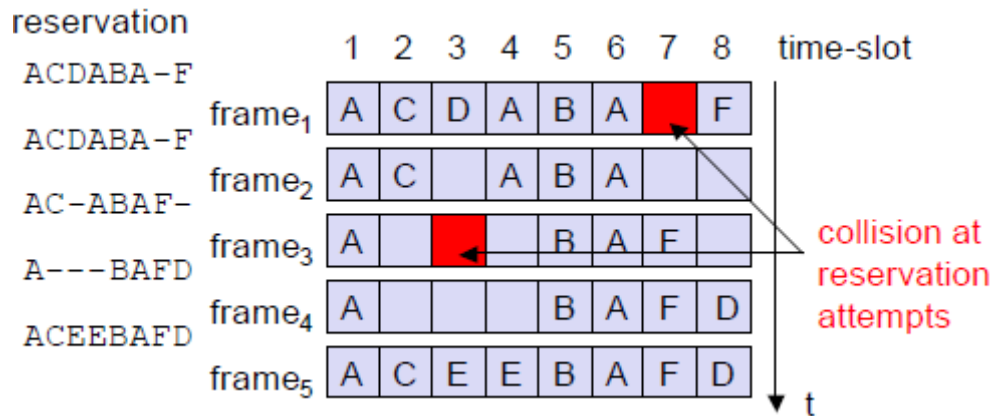 reservation
ACDABA-F
ACDABA-F
AC-ABAF-
A---BAFD
ACEEBAFD
1 2 3 4 5 6 7 8 time-slot
frame1 A C D A B A F
frame2 A C A B A
frame3 A B A F
frame4 A B A F D
frame5 A C E E B A F D
collision at
reservation
attempts
t